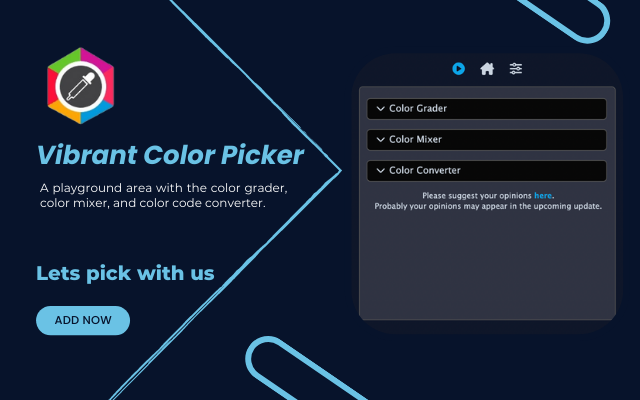 Vibrant Color Picker
A playground area with the color grader,
color mixer, and color code converter.
Lets pick with us
ADD NOW
Color Grader
Color Mixer
Color Converter
Please suggest your opinions here.
Probably your opinions may appear in the upcoming update.